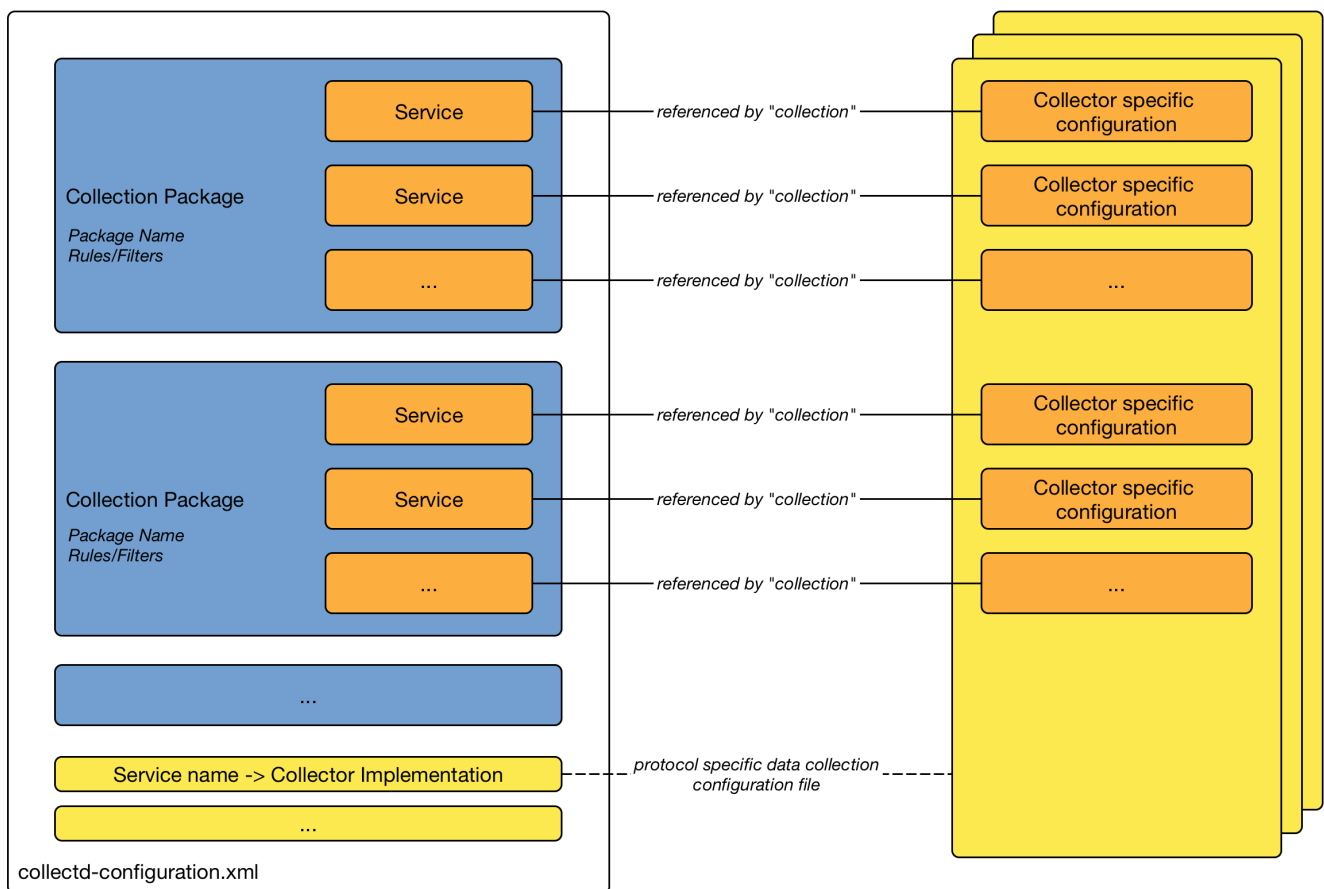 Service
referenced by "collection"
Collector specific
configuration
Collection Package
Package Name
Rules/Filters
Service
referenced by "collection"
Collector specific
configuration
...
referenced by "collection"
...
Service
referenced by "collection"
Collector specific
configuration
Collection Package
Package Name
Rules/Filters
Service
referenced by "collection"
Collector specific
configuration
...
referenced by "collection"
...
...
Service name -> Collector Implementation
protocol specific data collection
configuration file
...
collectd-configuration.xml